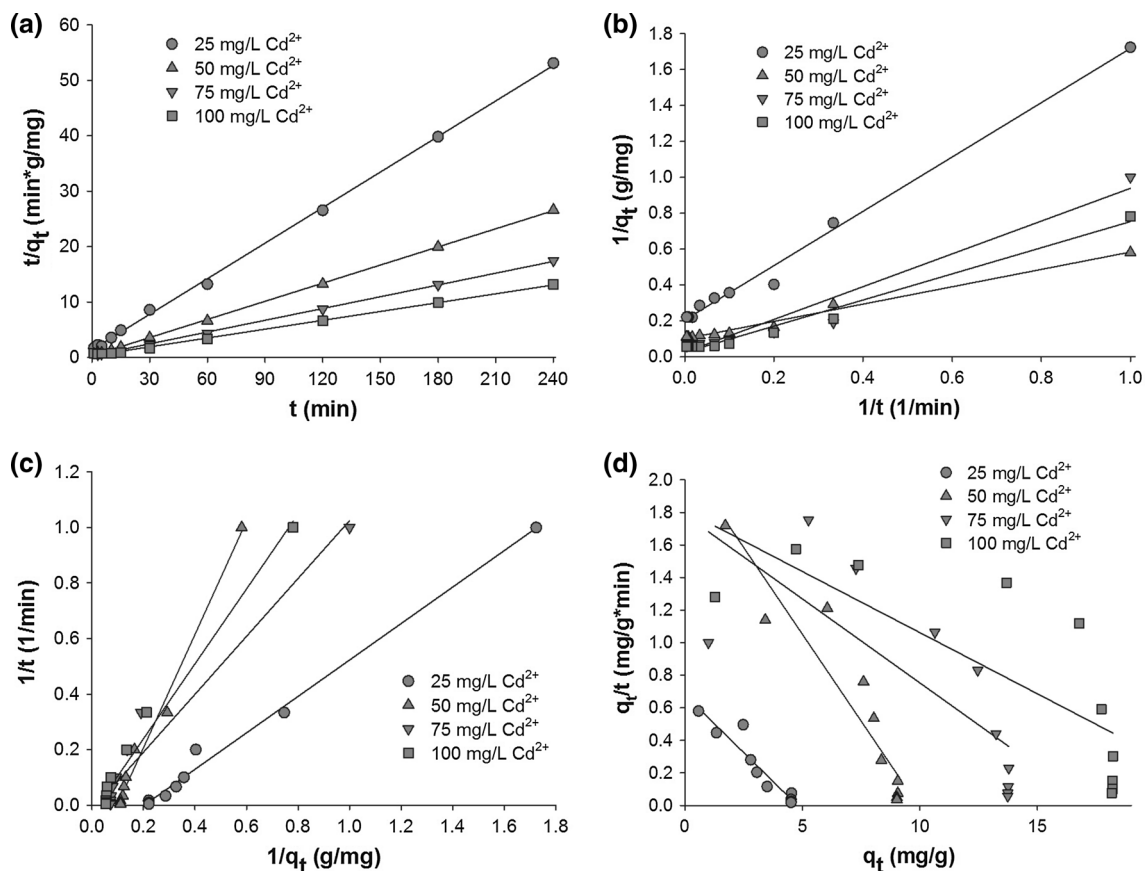 (a)
60
50
40
30
20
10
0
t/qt (min*g/mg)
25 mg/L Cd2+
50 mg/L Cd2+
75 mg/L Cd2+
100 mg/L Cd2+
0 30 60 90 120 150 180 210 240
t (min)
(b)
1.8
1.6
1.4
1.2
1.0
0.8
0.6
0.4
0.2
0.0
1/qt (g/mg)
25 mg/L Cd2+
50 mg/L Cd2+
75 mg/L Cd2+
100 mg/L Cd2+
0.0 0.2 0.4 0.6 0.8 1.0
1/t (1/min)
(c)
1.2
1.0
0.8
0.6
0.4
0.2
0.0
1/t (1/min)
25 mg/L Cd2+
50 mg/L Cd2+
75 mg/L Cd2+
100 mg/L Cd2+
0.0 0.2 0.4 0.6 0.8 1.0 1.2 1.4 1.6 1.8
1/qt (g/mg)
(d)
2.0
1.8
1.6
1.4
1.2
1.0
0.8
0.6
0.4
0.2
0.0
qt/t (mg/g*min)
25 mg/L Cd2+
50 mg/L Cd2+
75 mg/L Cd2+
100 mg/L Cd2+
0 5 10 15
qt (mg/g)